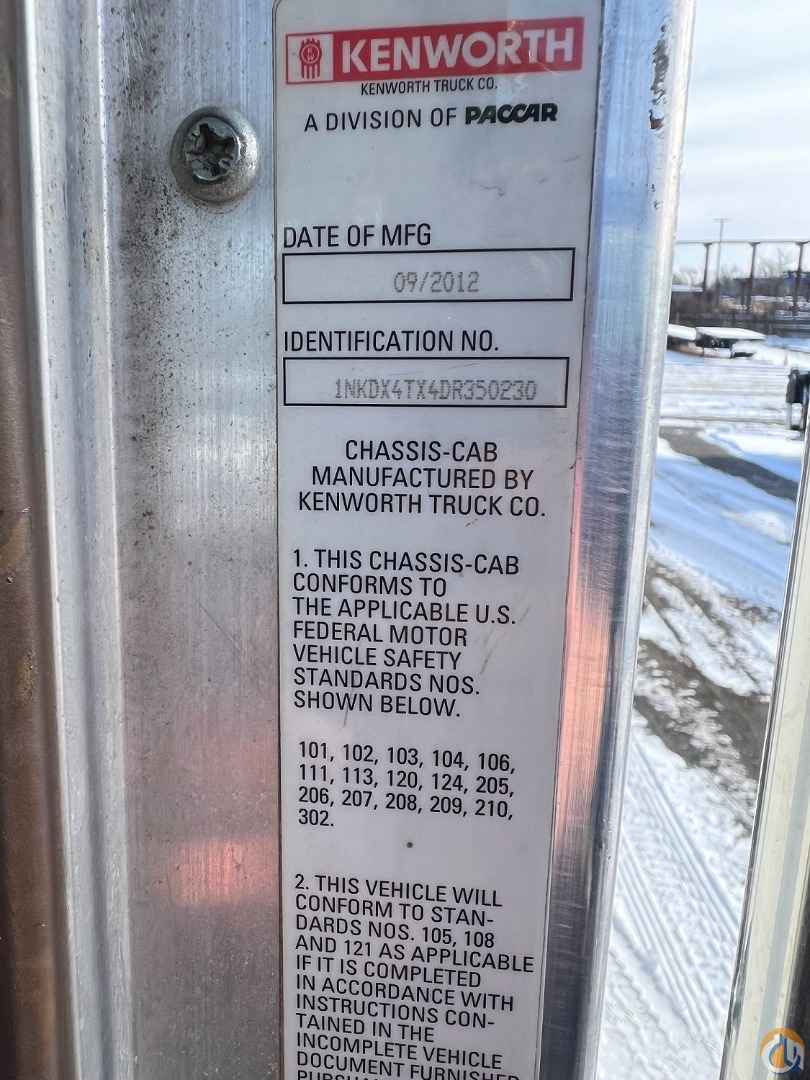 KENWORTH
KENWORTH TRUCK CO.
A DIVISION OF PACCAR
DATE OF MFG
09/2012
IDENTIFICATION NO.
1NKDX4TX4DR350230
CHASSIS-CAB
MANUFACTURED BY
KENWORTH TRUCK CO.
1. THIS CHASSIS-CAB
CONFORMS TO
THE APPLICABLE U.S.
FEDERAL MOTOR
VEHICLE SAFETY
STANDARDS NOS.
SHOWN BELOW.
101, 102, 103, 104, 106,
111, 113, 120, 124, 205,
206, 207, 208, 209, 210,
302.
2. THIS VEHICLE WILL
CONFORM TO STAN-
DARDS NOS. 105, 108
AND 121 AS APPLICABLE
IF IT IS COMPLETED
IN ACCORDANCE WITH
INSTRUCTIONS CON-
TAINED IN THE
INCOMPLETE VEHICLE
DOCUMENT FURNISHED